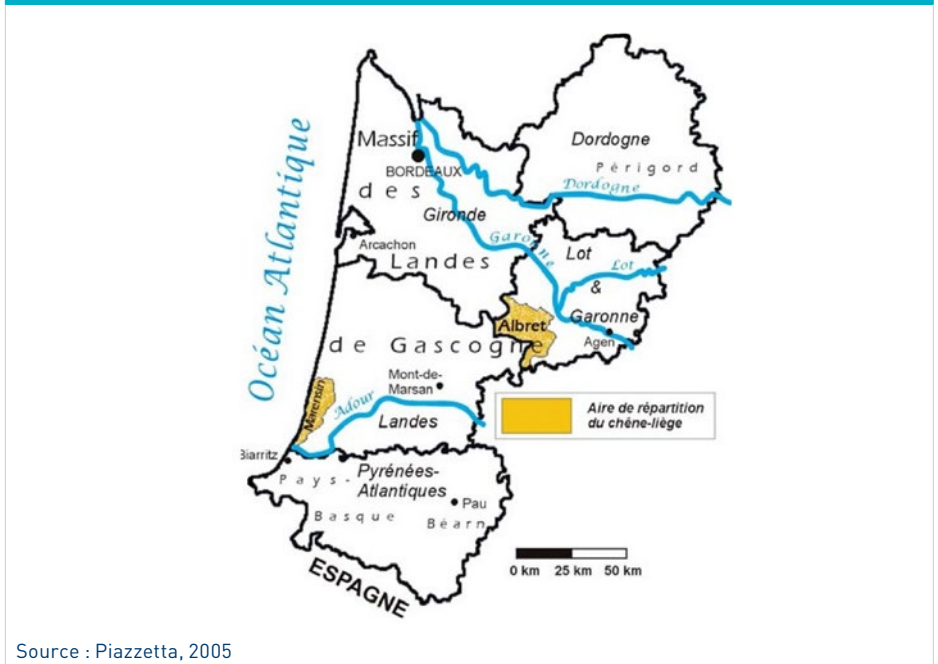 Océan Atlantique
Massif
BORDEAUX
des
Gironde
Arcachon
Landes
Dordogne
Périgord
Dordogne
Garonne
Lot
Lot
&
Garonne
Agen
Albret
de Gascogne
Mont-de-
Marsan
Marensin
Adour
Landes
Aire de répartition
du chêne-liège
Biarritz
Pays-
Basque
Pyrénées-
Atlantiques
Pau
Béarn
ESPAGNE
0 km 25 km 50 km
Source : Piazzetta, 2005